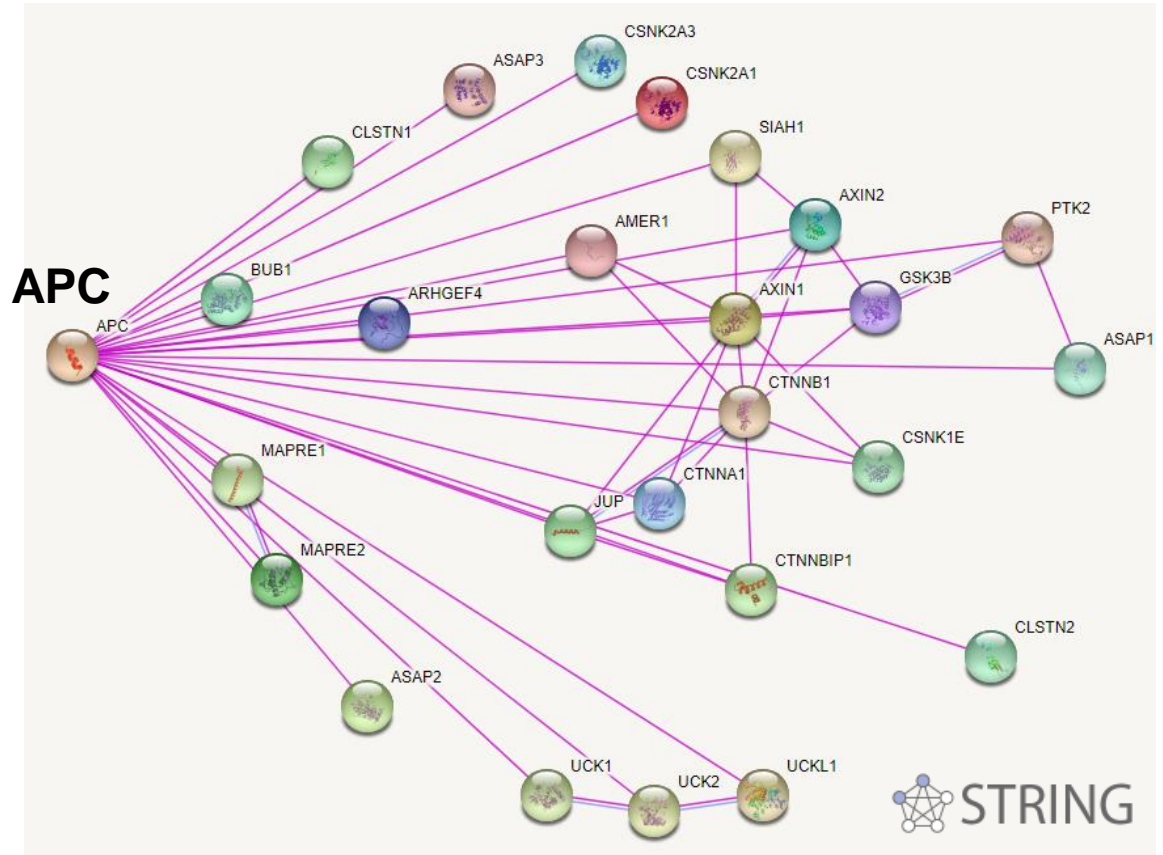 CSNK2A3
ASAP3
CSNK2A1
CLSTN1
SIAH1
AXIN2
PTK2
AMER1
BUB1
APC
ARHGEF4
AXIN1
GSK3B
APC
ASAP1
CTNNB1
MAPRE1
CSNK1E
CTNNA1
JUP
MAPRE2
CTNNBIP1
CLSTN2
ASAP2
UCK1
UCK2
UCKL1
STRING